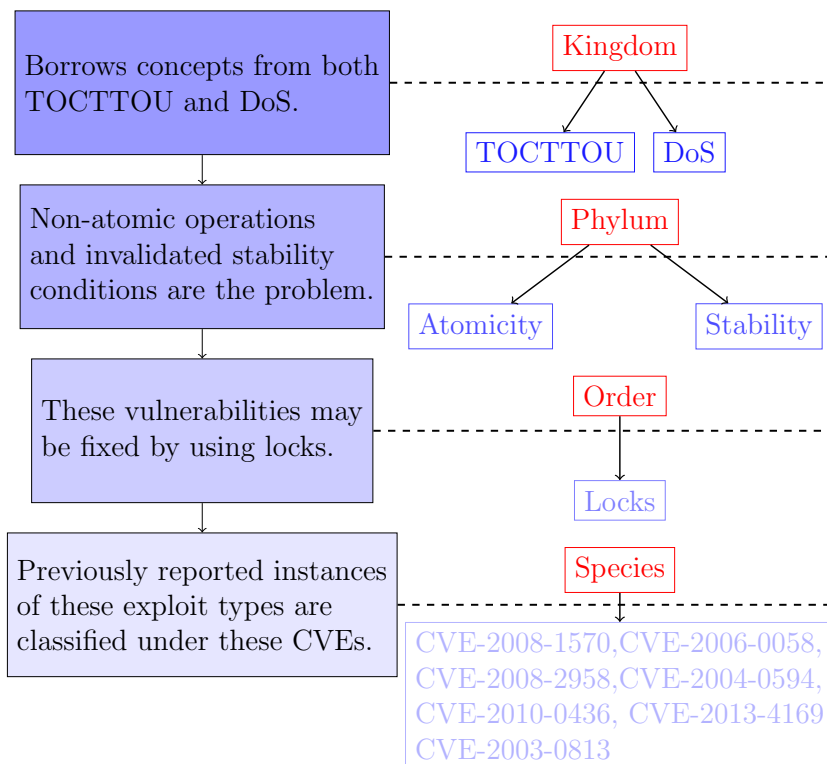 Borrows concepts from both
TOCTTOU and DoS.
Kingdom
TOCTTOU
DoS
Non-atomic operations
and invalidated stability
conditions are the problem.
Phylum
Atomicity
Stability
These vulnerabilities may
be fixed by using locks.
Order
Locks
Previously reported instances
of these exploit types are
classified under these CVEs.
Species
CVE-2008-1570,CVE-2006-0058,
CVE-2008-2958,CVE-2004-0594,
CVE-2010-0436, CVE-2013-4169
CVE-2003-0813